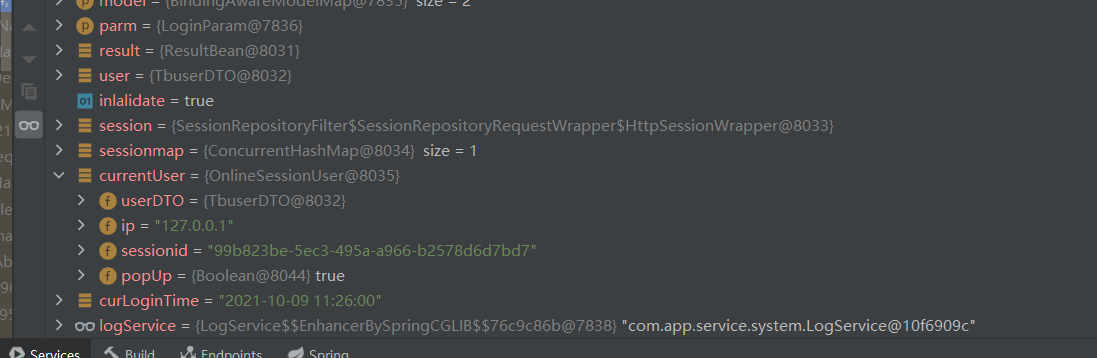 model = {BindingAwareModelMap@7835} size = 2
parm = {LoginParam@7836}
result = {ResultBean@8031}
user = {TbuserDTO@8032}
inlalidate = true
session = {SessionRepositoryFilter$SessionRepositoryRequestWrapper$HttpSessionWrapper@8033}
sessionmap = {ConcurrentHashMap@8034} size = 1
currentUser = {OnlineSessionUser@8035}
userDTO = {TbuserDTO@8032}
ip = "127.0.0.1"
sessionid = "99b823be-5ec3-495a-a966-b2578d6d7bd7"
popUp = {Boolean@8044} true
curLoginTime = "2021-10-09 11:26:00"
logService = {LogService$$EnhancerBySpringCGLIB$$76c9c86b@7838} "com.app.service.system.LogService@10f6909c"
Services Build Endpoints Spring